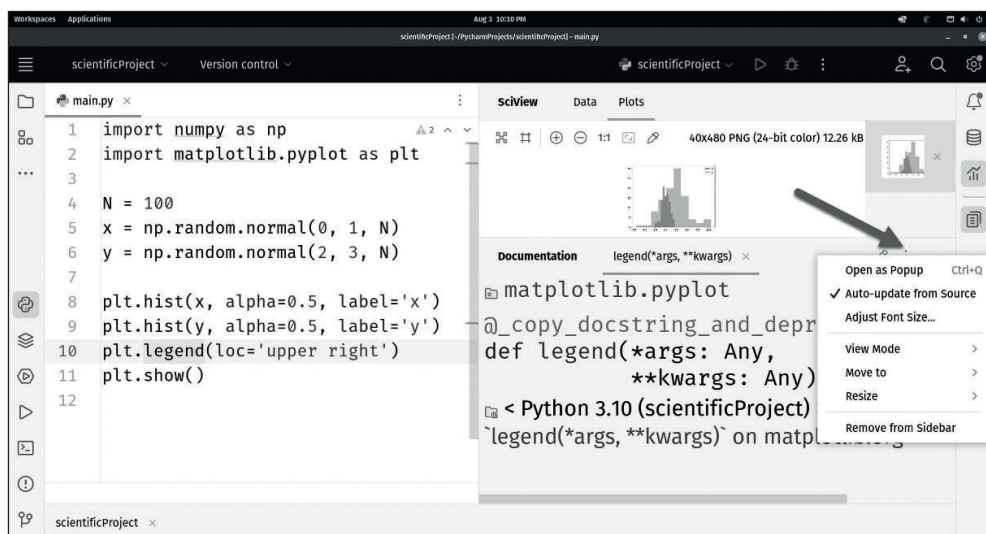 Workspaces Applications
Aug 3 10:10 PM
scientificProject [~/PycharmProjects/scientificProject] – main.py
scientificProject Version control
scientificProject
main.py
1 import numpy as np
2 import matplotlib.pyplot as plt
3
4 N = 100
5 x = np.random.normal(0, 1, N)
6 y = np.random.normal(2, 3, N)
7
8 plt.hist(x, alpha=0.5, label='x')
9 plt.hist(y, alpha=0.5, label='y')
10 plt.legend(loc='upper right')
11 plt.show()
12
2
SciView Data Plots
1:1
40x480 PNG (24-bit color) 12.26 kB
Documentation legend(*args, **kwargs)
matplotlib.pyplot
@_copy_docstring_and_depr
def legend(*args: Any,
**kwargs: Any)
< Python 3.10 (scientificProject)
`legend(*args, **kwargs)` on
Open as Popup Ctrl+Q
Auto-update from Source
Adjust Font Size...
View Mode
Move to
Resize
Remove from Sidebar
scientificProject